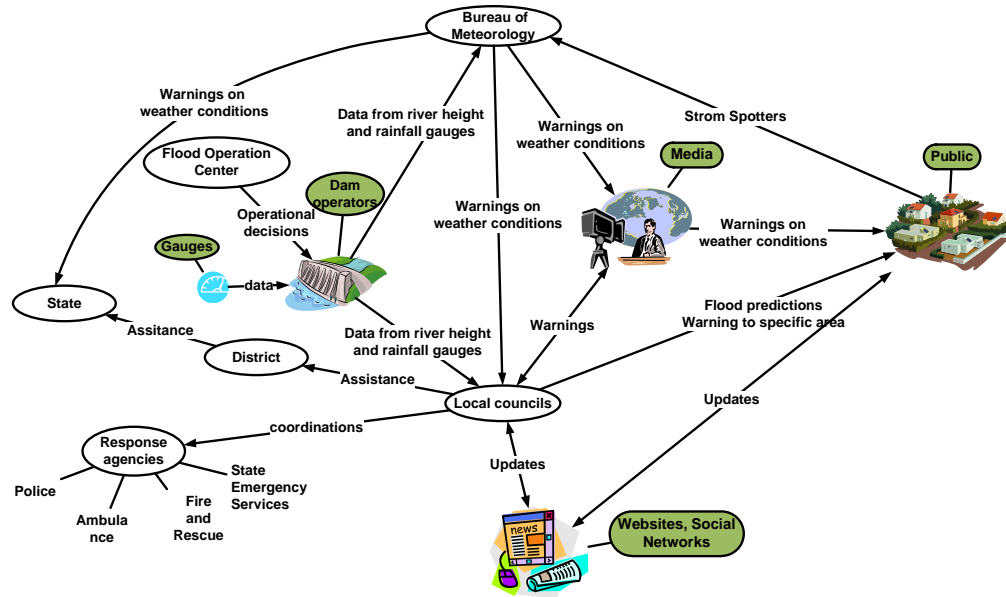 Bureau of
Meteorology
Warnings on
weather conditions
Data from river height
and rainfall gauges
Strom Spotters
Warnings on
weather conditions
Flood Operation
Center
Media
Public
Dam
operators
Operational
decisions
Warnings on
weather conditions
Warnings on
weather conditions
Gauges
data
State
Flood predictions
Warning to specific area
Assitance
Data from river height
and rainfall gauges
Warnings
District
Assistance
Local councils
Updates
coordinations
Response
agencies
Updates
State
Emergency
Services
Police
Fire
and
Rescue
Ambula
nce
news
Websites, Social
Networks